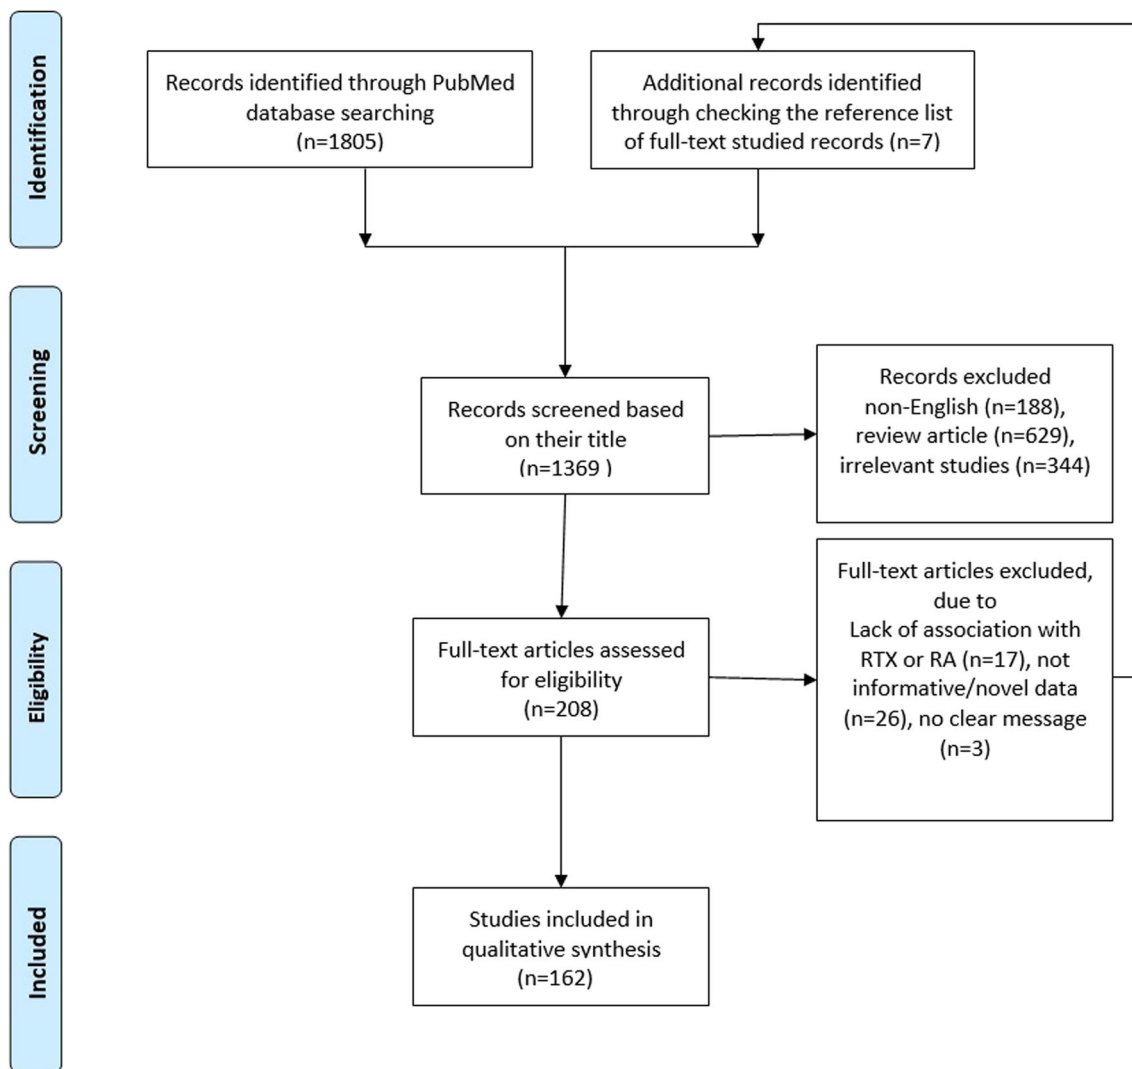 Identification
Records identified through PubMed
database searching
(n=1805)
Additional records identified
through checking the reference list
of full-text studied records (n=7)
Screening
Records screened based
on their title
(n=1369 )
Records excluded
non-English (n=188),
review article (n=629),
irrelevant studies (n=344)
Eligibility
Full-text articles assessed
for eligibility
(n=208)
Full-text articles excluded,
due to
Lack of association with
RTX or RA (n=17), not
informative/novel data
(n=26), no clear message
(n=3)
Included
Studies included in
qualitative synthesis
(n=162)